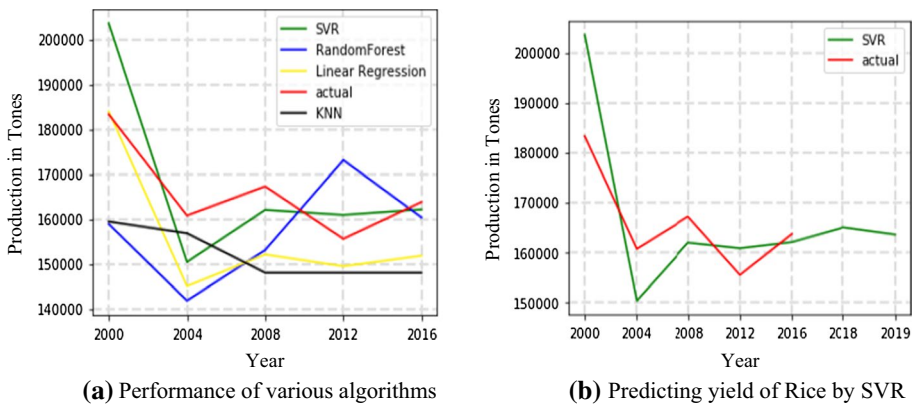 SVR
RandomForest
Linear Regression
actual
KNN
Production in Tones
200000
190000
180000
170000
160000
150000
140000
2000 2004 2008 2012 2016
Year
(a) Performance of various algorithms
SVR
actual
Production in Tones
200000
190000
180000
170000
160000
150000
2000 2004 2008 2012 2016 2018 2019
Year
(b) Predicting yield of Rice by SVR